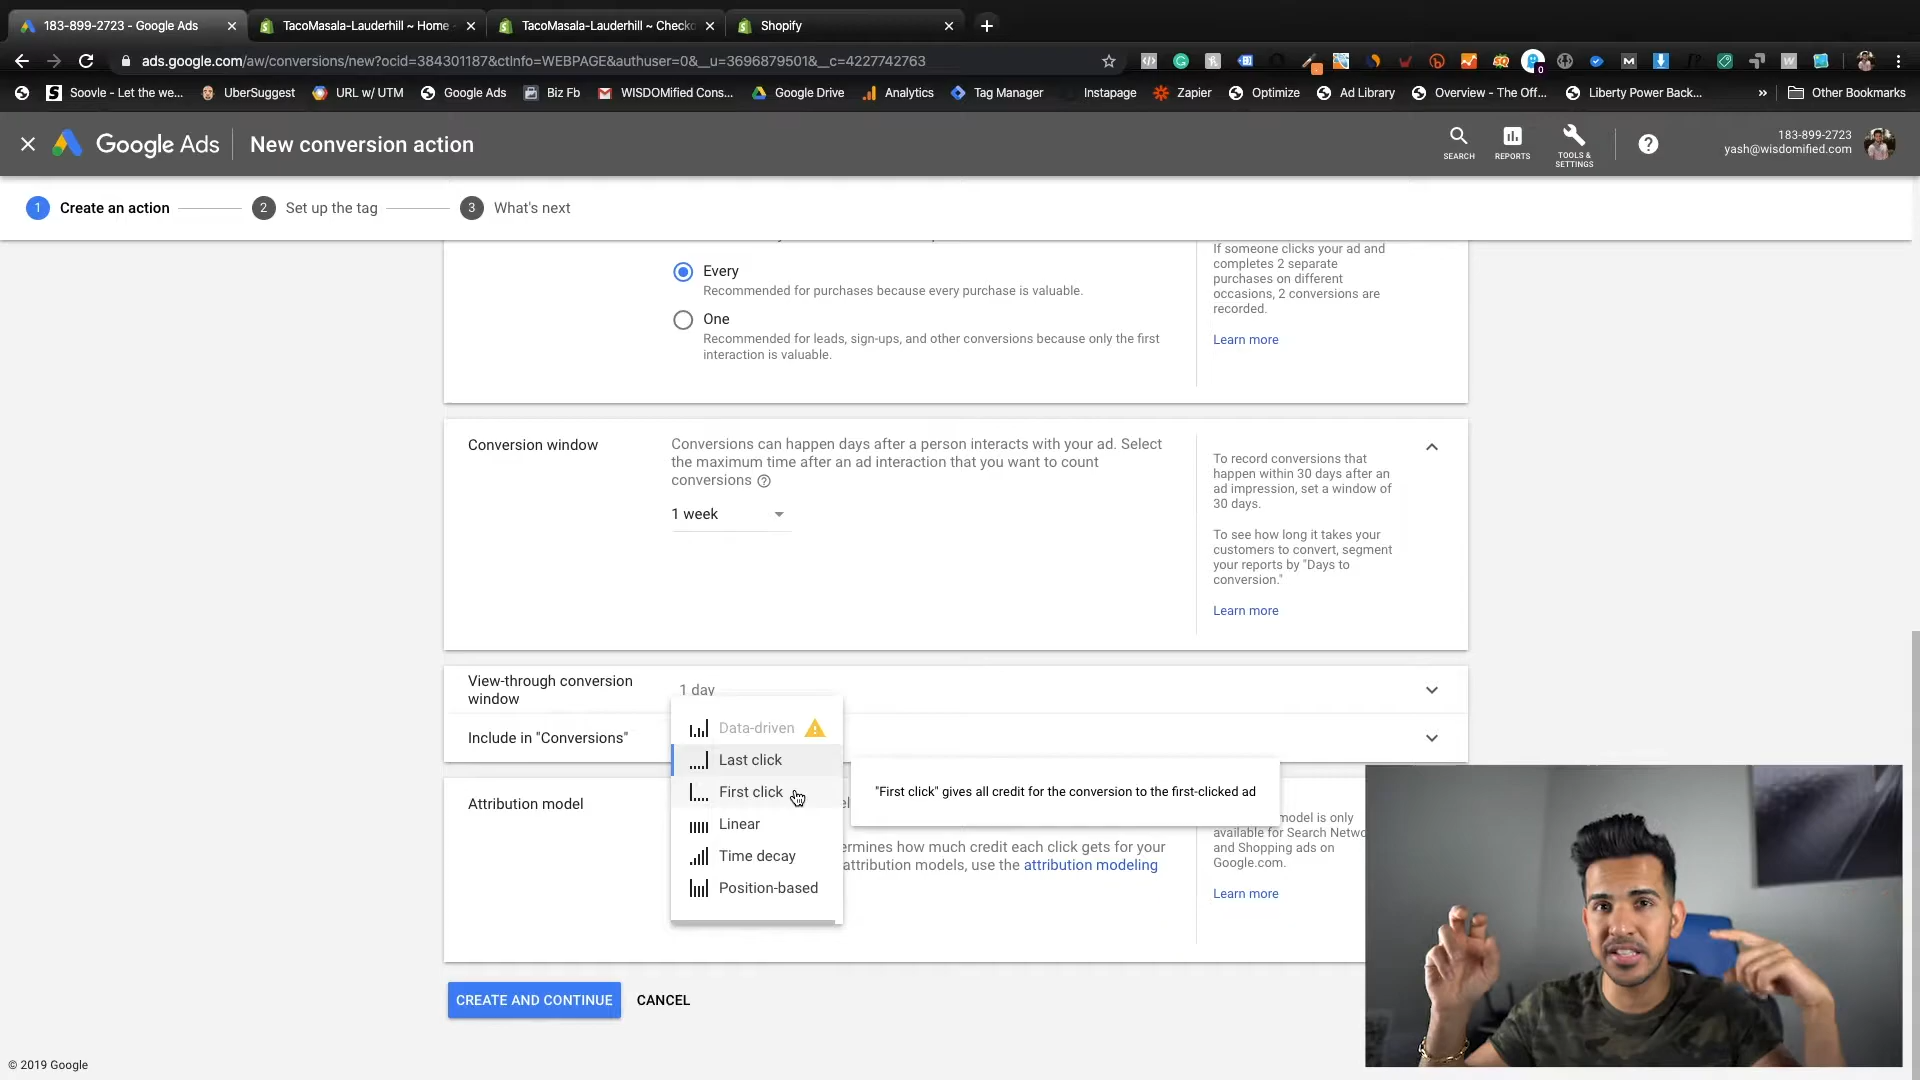 183-899-2723 - Google Ads
TacoMasala-Lauderhill ~ Home
TacoMasala-Lauderhill ~ Checko
Shopify
ads.google.com/aw/conversions/new?ocid=384301187&ctInfo=WEBPAGE&authuser=0&__u=3696879501&__c=4227742763
Soovle - Let the we...
UberSuggest
URL w/ UTM
Google Ads
Biz Fb
WISDOMified Cons...
Google Drive
Analytics
Tag Manager
Instapage
Zapier
Optimize
Ad Library
Overview - The Off...
Liberty Power Back...
»
Other Bookmarks
Google Ads
New conversion action
SEARCH
REPORTS
TOOLS &
SETTINGS
183-899-2723
yash@wisdomified.com
1 Create an action
2 Set up the tag
3 What's next
Every
Recommended for purchases because every purchase is valuable.
One
Recommended for leads, sign-ups, and other conversions because only the first
interaction is valuable.
If someone clicks your ad and
completes 2 separate
purchases on different
occasions, 2 conversions are
recorded.
Learn more
Conversion window
Conversions can happen days after a person interacts with your ad. Select
the maximum time after an ad interaction that you want to count
conversions
1 week
To record conversions that
happen within 30 days after an
ad impression, set a window of
30 days.
To see how long it takes your
customers to convert, segment
your reports by "Days to
conversion."
Learn more
View-through conversion
window
1 day
Include in "Conversions"
Attribution model
Data-driven
Last click
First click
Linear
Time decay
Position-based
"First click" gives all credit for the conversion to the first-clicked ad
ermines how much credit each click gets for your
attribution models, use the attribution modeling
model is only
available for Search Netwo
and Shopping ads on
Google.com.
Learn more
CREATE AND CONTINUE
CANCEL
© 2019 Google